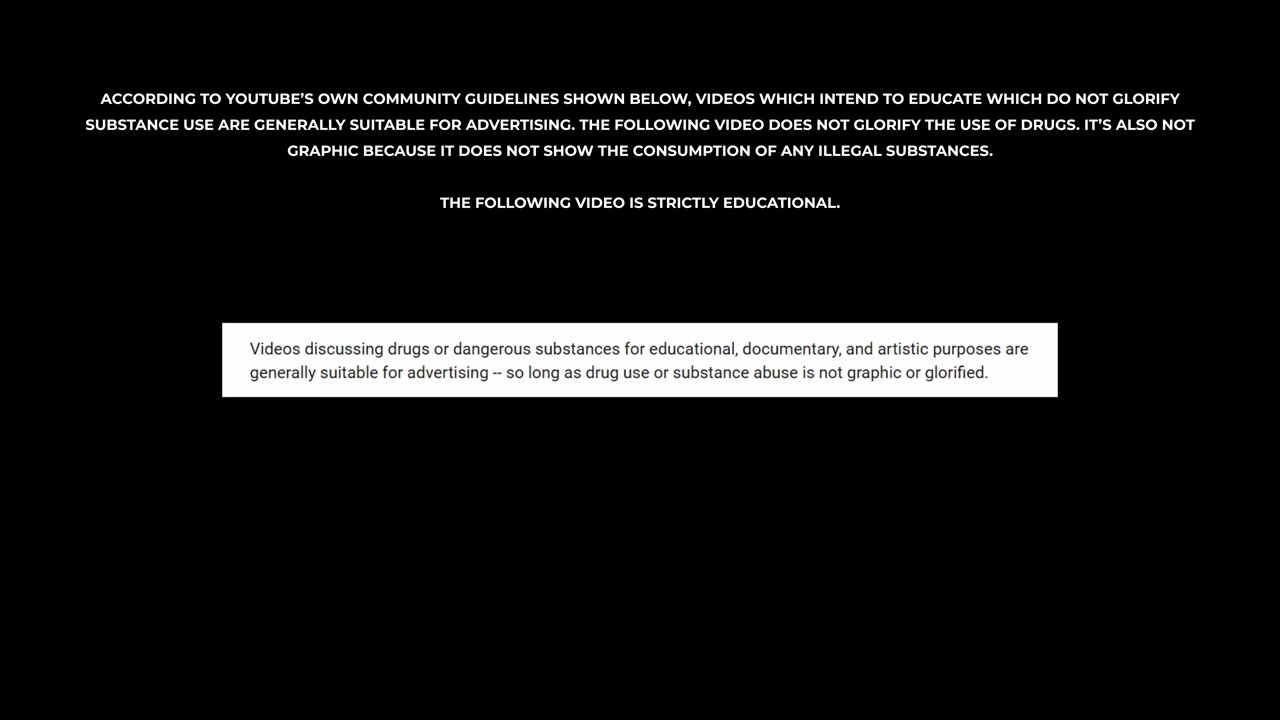 ACCORDING TO YOUTUBE’S OWN COMMUNITY GUIDELINES SHOWN BELOW, VIDEOS WHICH INTEND TO EDUCATE WHICH DO NOT GLORIFY
SUBSTANCE USE ARE GENERALLY SUITABLE FOR ADVERTISING. THE FOLLOWING VIDEO DOES NOT GLORIFY THE USE OF DRUGS. IT’S ALSO NOT
GRAPHIC BECAUSE IT DOES NOT SHOW THE CONSUMPTION OF ANY ILLEGAL SUBSTANCES.
THE FOLLOWING VIDEO IS STRICTLY EDUCATIONAL.
Videos discussing drugs or dangerous substances for educational, documentary, and artistic purposes are
generally suitable for advertising -- so long as drug use or substance abuse is not graphic or glorified.